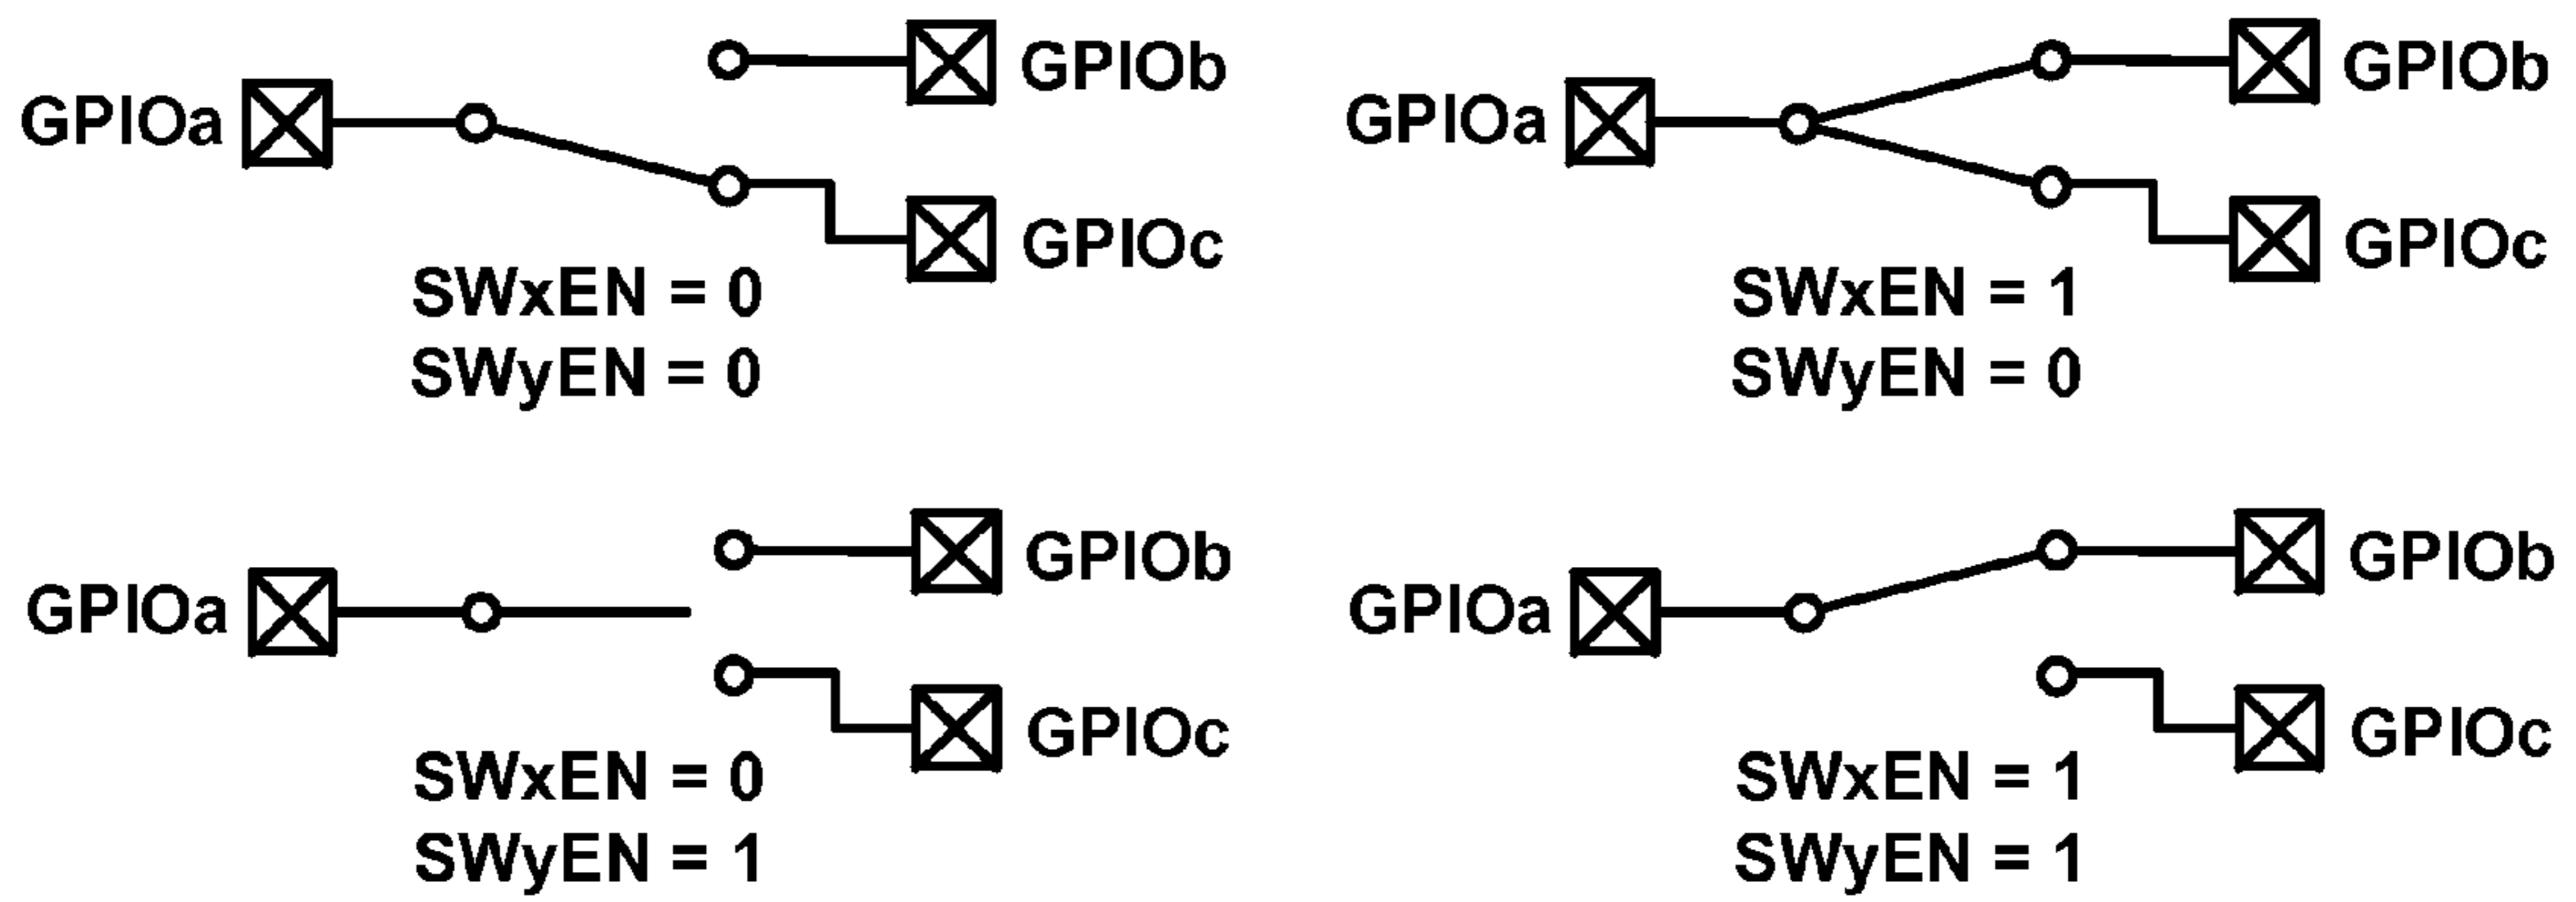 GPIOa
GPIOb
GPIOc
SWxEN = 0
SWyEN = 0
GPIOa
GPIOb
GPIOc
SWxEN = 1
SWyEN = 0
GPIOa
GPIOb
GPIOc
SWxEN = 0
SWyEN = 1
GPIOa
GPIOb
GPIOc
SWxEN = 1
SWyEN = 1